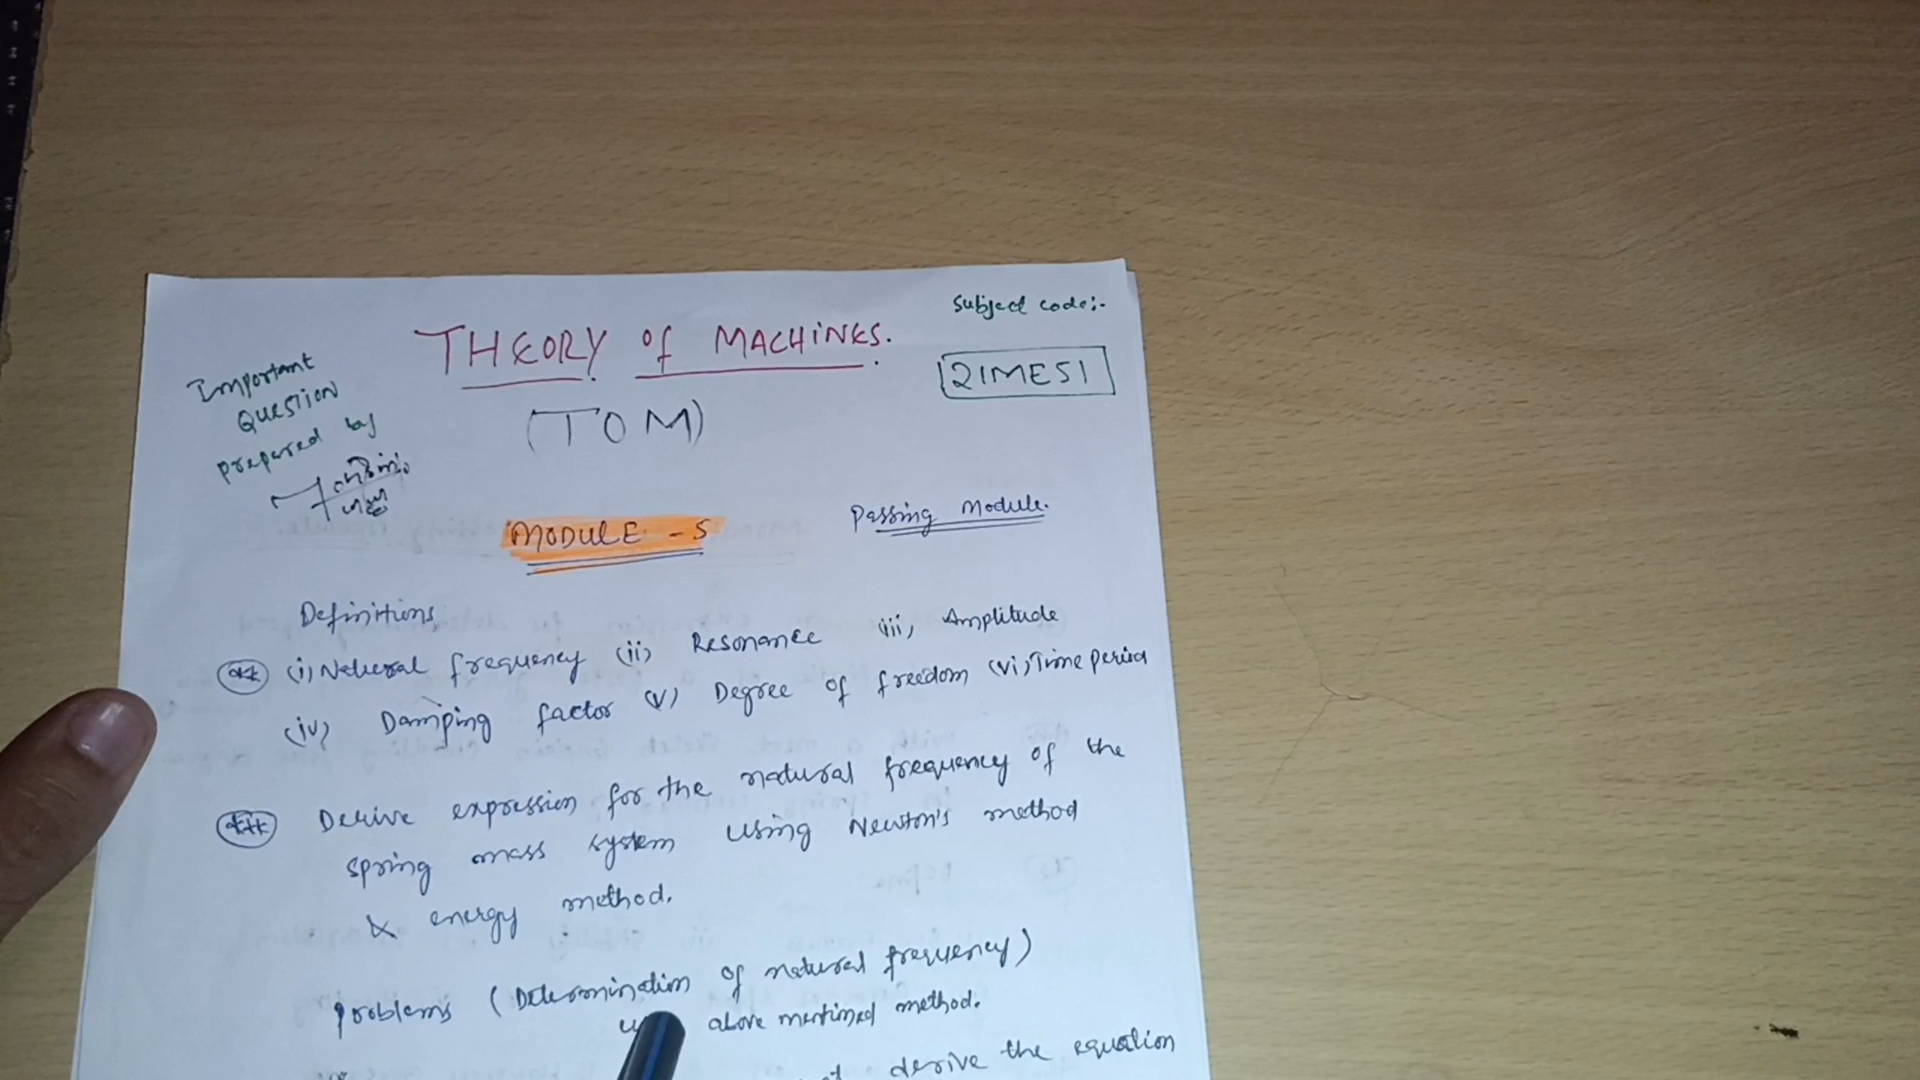 Subject code:-
THEORY of MACHINES.
21ME51
Important
Question
prepared by
(TOM)
MODULE - 5
Passing Module.
Definitions
** (i) Netural frequency (ii) Resonance iii) Amplitude
(iv) Damping factor (v) Degree of freedom (vi) Time period
*** Derive expression for the natural frequency of the
spring mass system using Newton's method
& energy method.
problems (Determination of natural frequency)
above mentioned method.
derive the equation